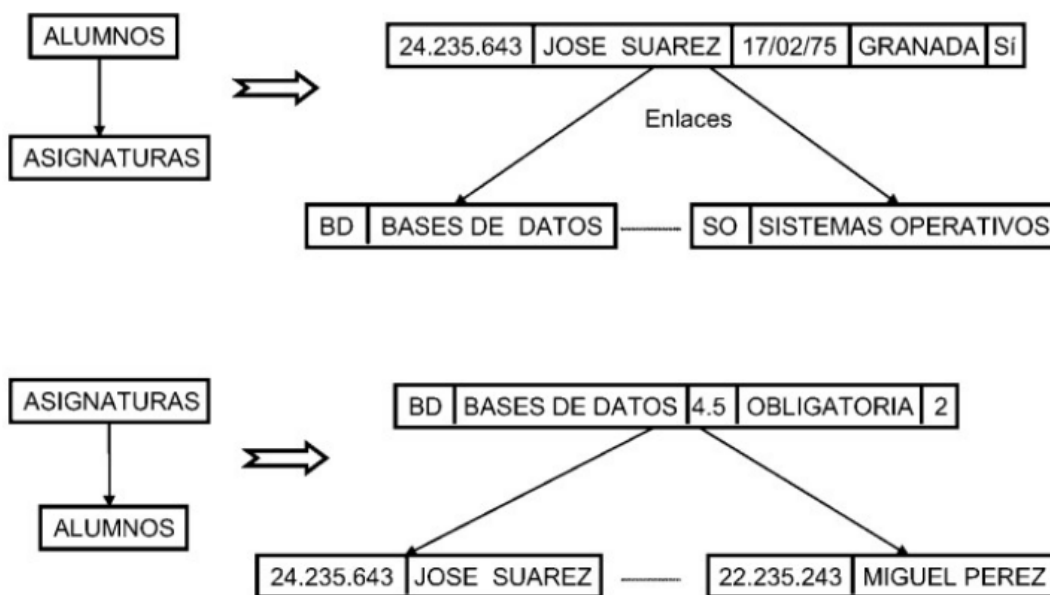 ALUMNOS
24.235.643 JOSE SUAREZ 17/02/75 GRANADA Sí
Enlaces
ASIGNATURAS
BD BASES DE DATOS SO SISTEMAS OPERATIVOS
ASIGNATURAS
BD BASES DE DATOS 4.5 OBLIGATORIA 2
ALUMNOS
24.235.643 JOSE SUAREZ 22.235.243 MIGUEL PEREZ